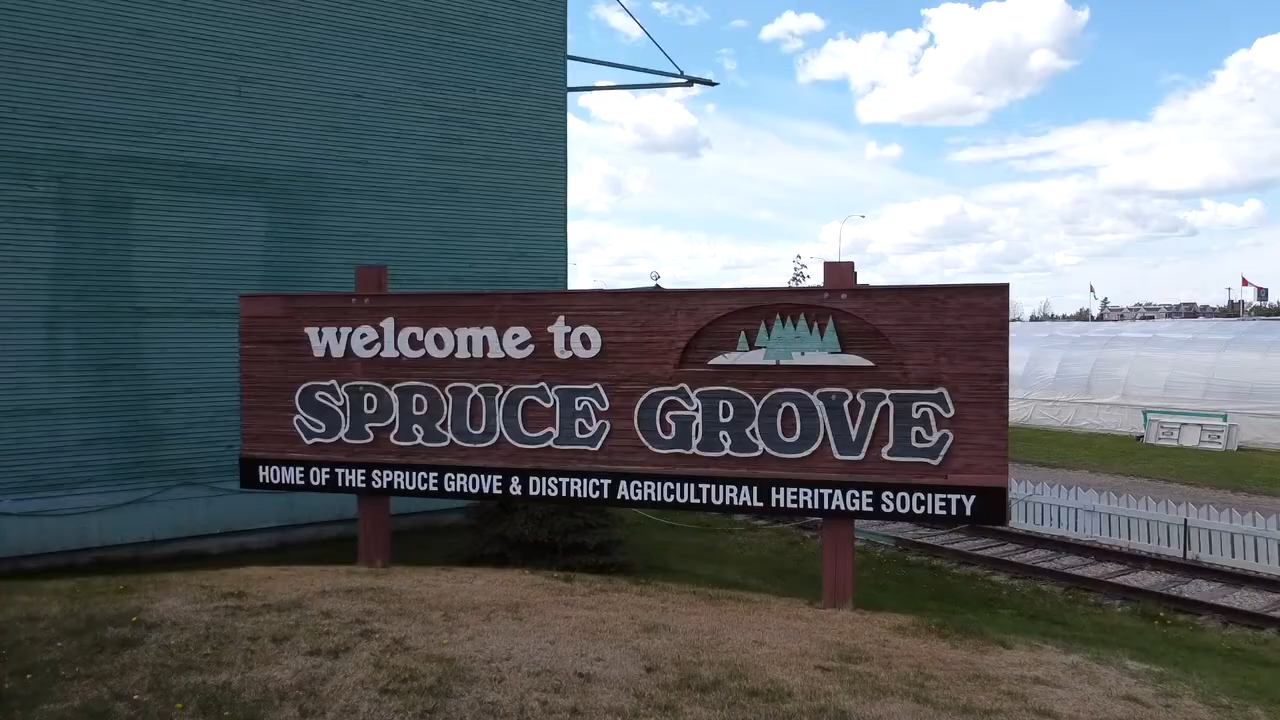 welcome to
SPRUCE GROVE
HOME OF THE SPRUCE GROVE & DISTRICT AGRICULTURAL HERITAGE SOCIETY